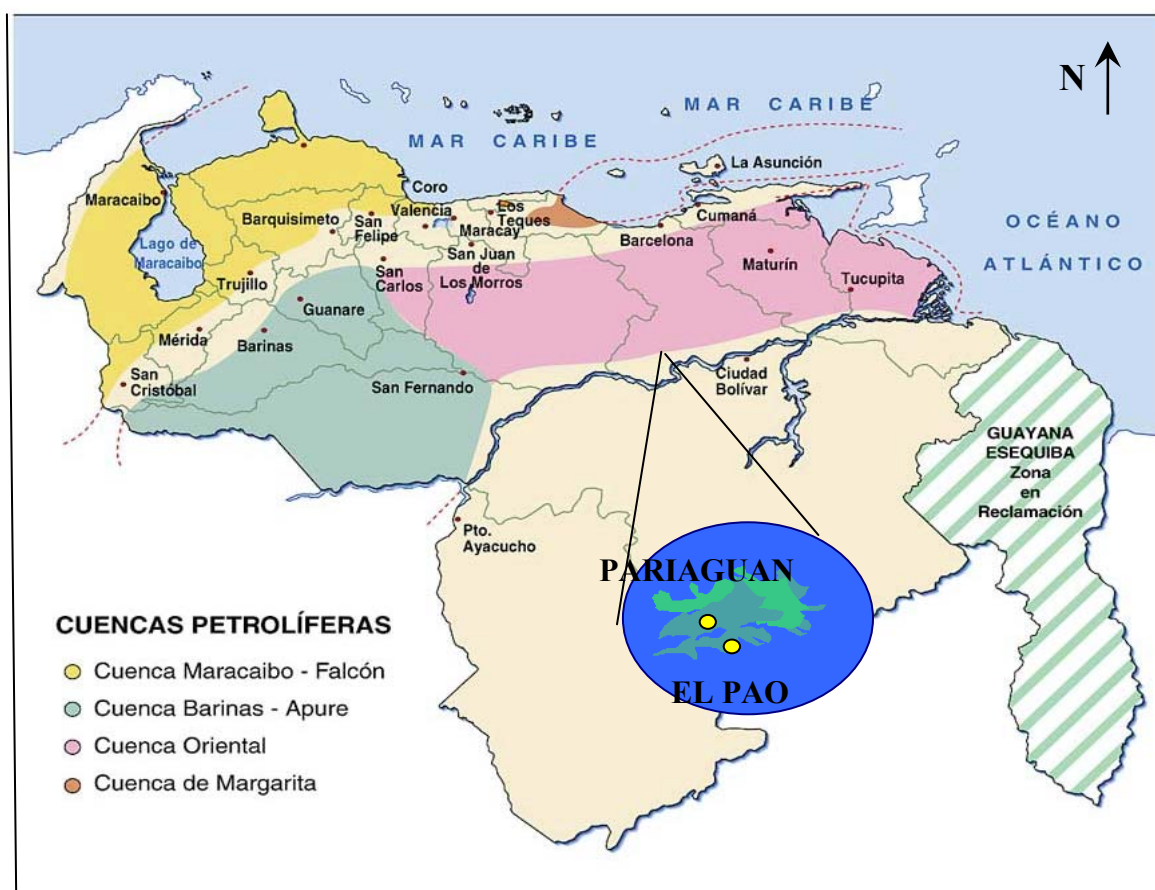 N
MAR CARIBE
MAR CARIBE
La Asunción
Maracaibo
Coro
Barquisimeto
San
Felipe
Valencia
Los
Teques
Maracay
Cumaná
Barcelona
OCÉANO
ATLÁNTICO
Lago de
Maracaibo
San Juan
de
Los Morros
San
Carlos
Maturín
Tucupita
Trujillo
Guanare
Mérida
Barinas
San
Cristóbal
San Fernando
Ciudad
Bolívar
GUAYANA
ESEQUIBA
Zona
en
Reclamación
Pto.
Ayacucho
PARIAGUAN
EL PAO
CUENCAS PETROLÍFERAS
Cuenca Maracaibo - Falcón
Cuenca Barinas - Apure
Cuenca Oriental
Cuenca de Margarita